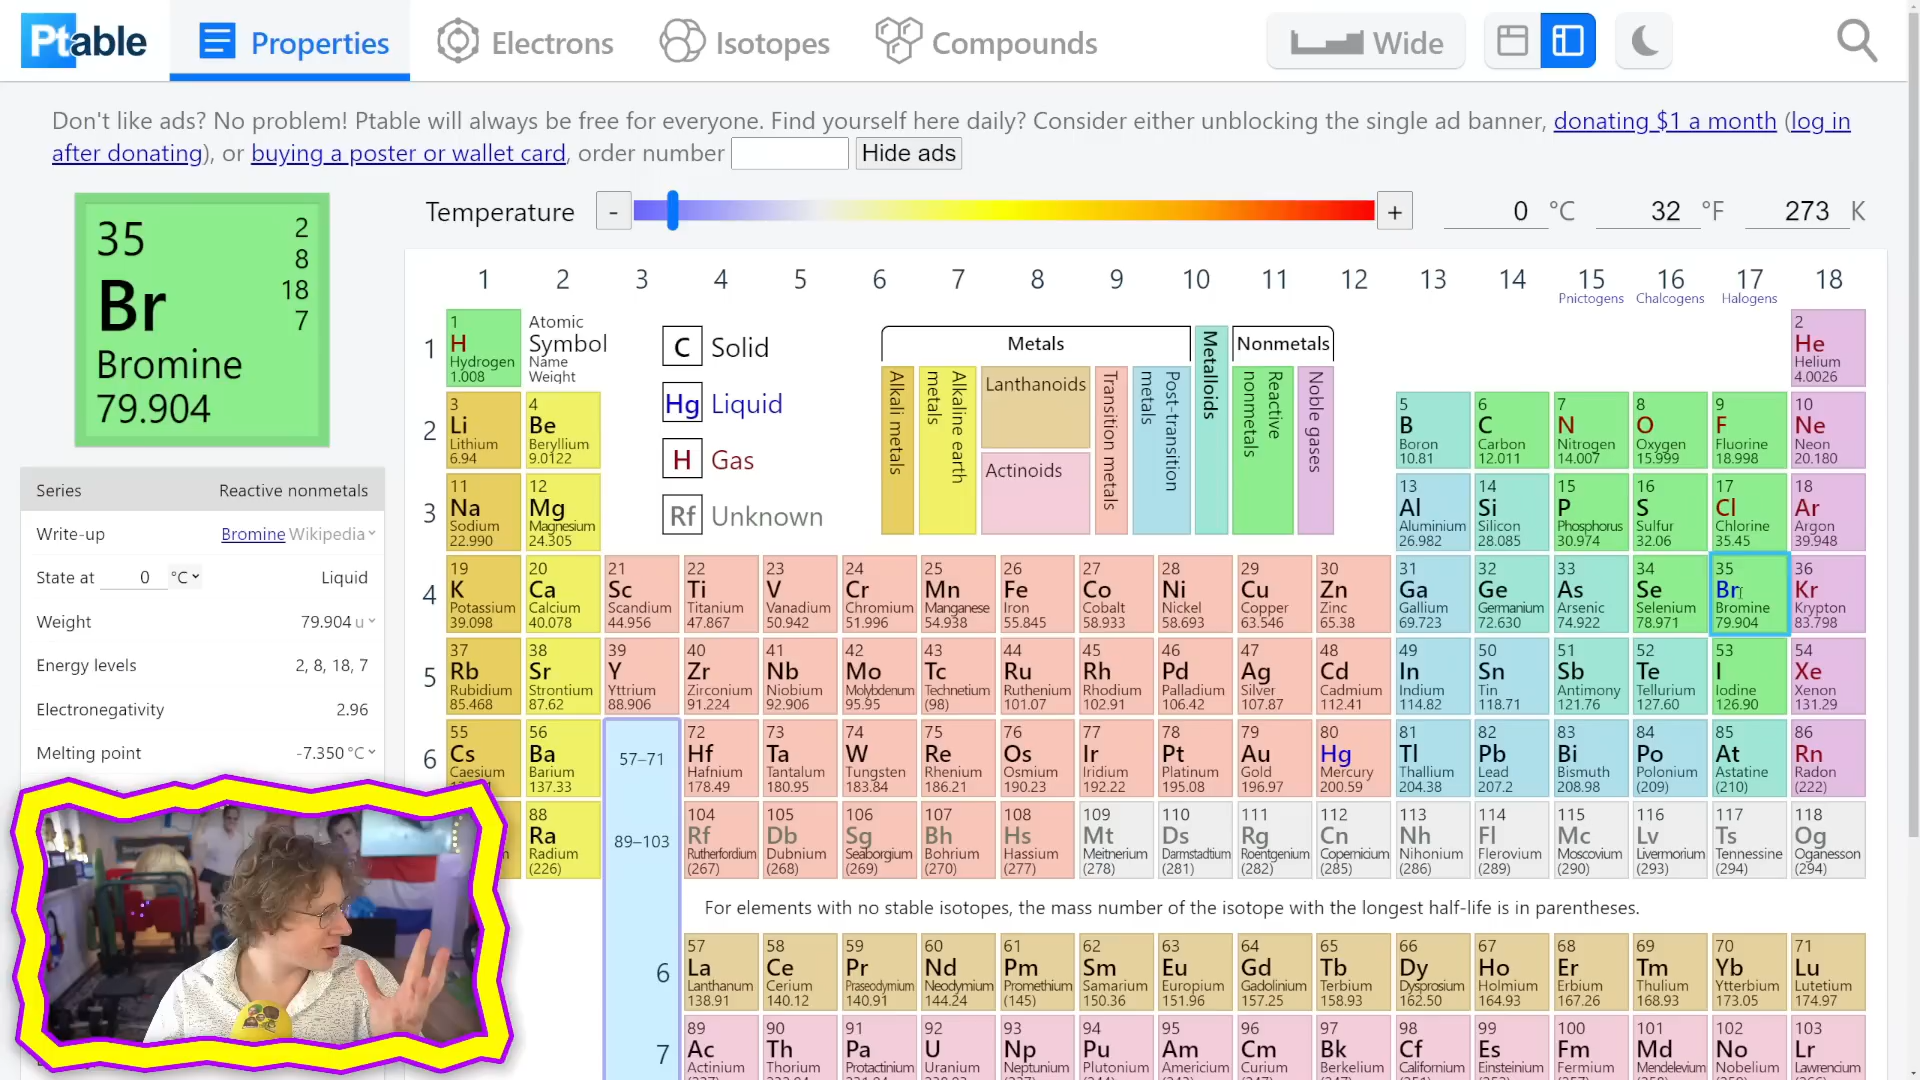 Ptable
Properties
Electrons
Isotopes
Compounds
Wide
Don't like ads? No problem! Ptable will always be free for everyone. Find yourself here daily? Consider either unblocking the single ad banner, donating $1 a month (log in
after donating), or buying a poster or wallet card, order number Hide ads
35
2
8
18
7
Br
Bromine
79.904
Temperature - + 0 °C 32 °F 273 K
Series Reactive nonmetals
Write-up Bromine Wikipedia
State at 0 °C Liquid
Weight 79.904 u
Energy levels 2, 8, 18, 7
Electronegativity 2.96
Melting point -7.350 °C
1 2 3 4 5 6 7 8 9 10 11 12 13 14 15 16 17 18
Pnictogens Chalcogens Halogens
Atomic
Symbol
Name
Weight
C Solid
Hg Liquid
H Gas
Rf Unknown
Metals
Metalloids
Nonmetals
Alkali metals
Alkaline earth metals
Lanthanoids
Actinoids
Transition metals
Post-transition metals
Reactive nonmetals
Noble gases
1
1 H Hydrogen 1.008
2 He Helium 4.0026
2
3 Li Lithium 6.94
4 Be Beryllium 9.0122
5 B Boron 10.81
6 C Carbon 12.011
7 N Nitrogen 14.007
8 O Oxygen 15.999
9 F Fluorine 18.998
10 Ne Neon 20.180
3
11 Na Sodium 22.990
12 Mg Magnesium 24.305
13 Al Aluminium 26.982
14 Si Silicon 28.085
15 P Phosphorus 30.974
16 S Sulfur 32.06
17 Cl Chlorine 35.45
18 Ar Argon 39.948
4
19 K Potassium 39.098
20 Ca Calcium 40.078
21 Sc Scandium 44.956
22 Ti Titanium 47.867
23 V Vanadium 50.942
24 Cr Chromium 51.996
25 Mn Manganese 54.938
26 Fe Iron 55.845
27 Co Cobalt 58.933
28 Ni Nickel 58.693
29 Cu Copper 63.546
30 Zn Zinc 65.38
31 Ga Gallium 69.723
32 Ge Germanium 72.630
33 As Arsenic 74.922
34 Se Selenium 78.971
35 Br Bromine 79.904
36 Kr Krypton 83.798
5
37 Rb Rubidium 85.468
38 Sr Strontium 87.62
39 Y Yttrium 88.906
40 Zr Zirconium 91.224
41 Nb Niobium 92.906
42 Mo Molybdenum 95.95
43 Tc Technetium (98)
44 Ru Ruthenium 101.07
45 Rh Rhodium 102.91
46 Pd Palladium 106.42
47 Ag Silver 107.87
48 Cd Cadmium 112.41
49 In Indium 114.82
50 Sn Tin 118.71
51 Sb Antimony 121.76
52 Te Tellurium 127.60
53 I Iodine 126.90
54 Xe Xenon 131.29
6
55 Cs Caesium
56 Ba Barium 137.33
57–71
72 Hf Hafnium 178.49
73 Ta Tantalum 180.95
74 W Tungsten 183.84
75 Re Rhenium 186.21
76 Os Osmium 190.23
77 Ir Iridium 192.22
78 Pt Platinum 195.08
79 Au Gold 196.97
80 Hg Mercury 200.59
81 Tl Thallium 204.38
82 Pb Lead 207.2
83 Bi Bismuth 208.98
84 Po Polonium (209)
85 At Astatine (210)
86 Rn Radon (222)
88 Ra Radium (226)
89–103
104 Rf Rutherfordium (267)
105 Db Dubnium (268)
106 Sg Seaborgium (269)
107 Bh Bohrium (270)
108 Hs Hassium (277)
109 Mt Meitnerium (278)
110 Ds Darmstadtium (281)
111 Rg Roentgenium (282)
112 Cn Copernicium (285)
113 Nh Nihonium (286)
114 Fl Flerovium (289)
115 Mc Moscovium (290)
116 Lv Livermorium (293)
117 Ts Tennessine (294)
118 Og Oganesson (294)
For elements with no stable isotopes, the mass number of the isotope with the longest half-life is in parentheses.
6
57 La Lanthanum 138.91
58 Ce Cerium 140.12
59 Pr Praseodymium 140.91
60 Nd Neodymium 144.24
61 Pm Promethium (145)
62 Sm Samarium 150.36
63 Eu Europium 151.96
64 Gd Gadolinium 157.25
65 Tb Terbium 158.93
66 Dy Dysprosium 162.50
67 Ho Holmium 164.93
68 Er Erbium 167.26
69 Tm Thulium 168.93
70 Yb Ytterbium 173.05
71 Lu Lutetium 174.97
7
89 Ac Actinium
90 Th Thorium
91 Pa Protactinium
92 U Uranium
93 Np Neptunium
94 Pu Plutonium
95 Am Americium
96 Cm Curium
97 Bk Berkelium
98 Cf Californium
99 Es Einsteinium
100 Fm Fermium
101 Md Mendelevium
102 No Nobelium
103 Lr Lawrencium